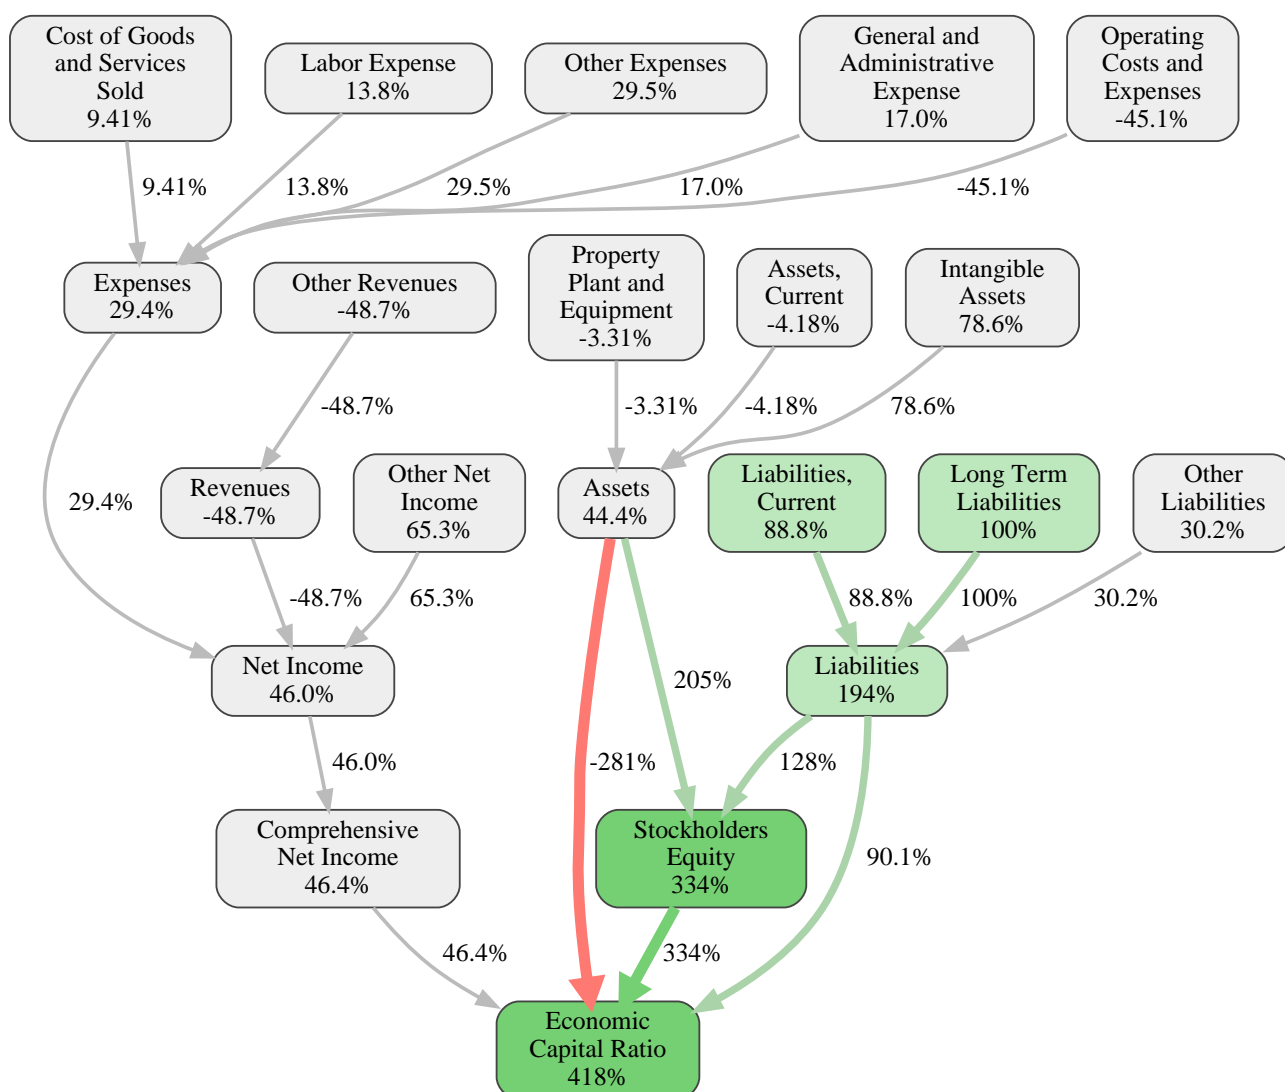 Cost of Goods
and Services
Sold
9.41%
Labor Expense
13.8%
Other Expenses
29.5%
General and
Administrative
Expense
17.0%
Operating
Costs and
Expenses
-45.1%
9.41%
13.8%
29.5%
17.0%
-45.1%
Expenses
29.4%
Other Revenues
-48.7%
Property
Plant and
Equipment
-3.31%
Assets,
Current
-4.18%
Intangible
Assets
78.6%
-48.7%
-3.31%
-4.18%
78.6%
29.4%
Revenues
-48.7%
Other Net
Income
65.3%
Assets
44.4%
Liabilities,
Current
88.8%
Long Term
Liabilities
100%
Other
Liabilities
30.2%
-48.7%
65.3%
88.8%
100%
30.2%
Net Income
46.0%
205%
Liabilities
194%
46.0%
-281%
128%
Comprehensive
Net Income
46.4%
Stockholders
Equity
334%
90.1%
46.4%
334%
Economic
Capital Ratio
418%